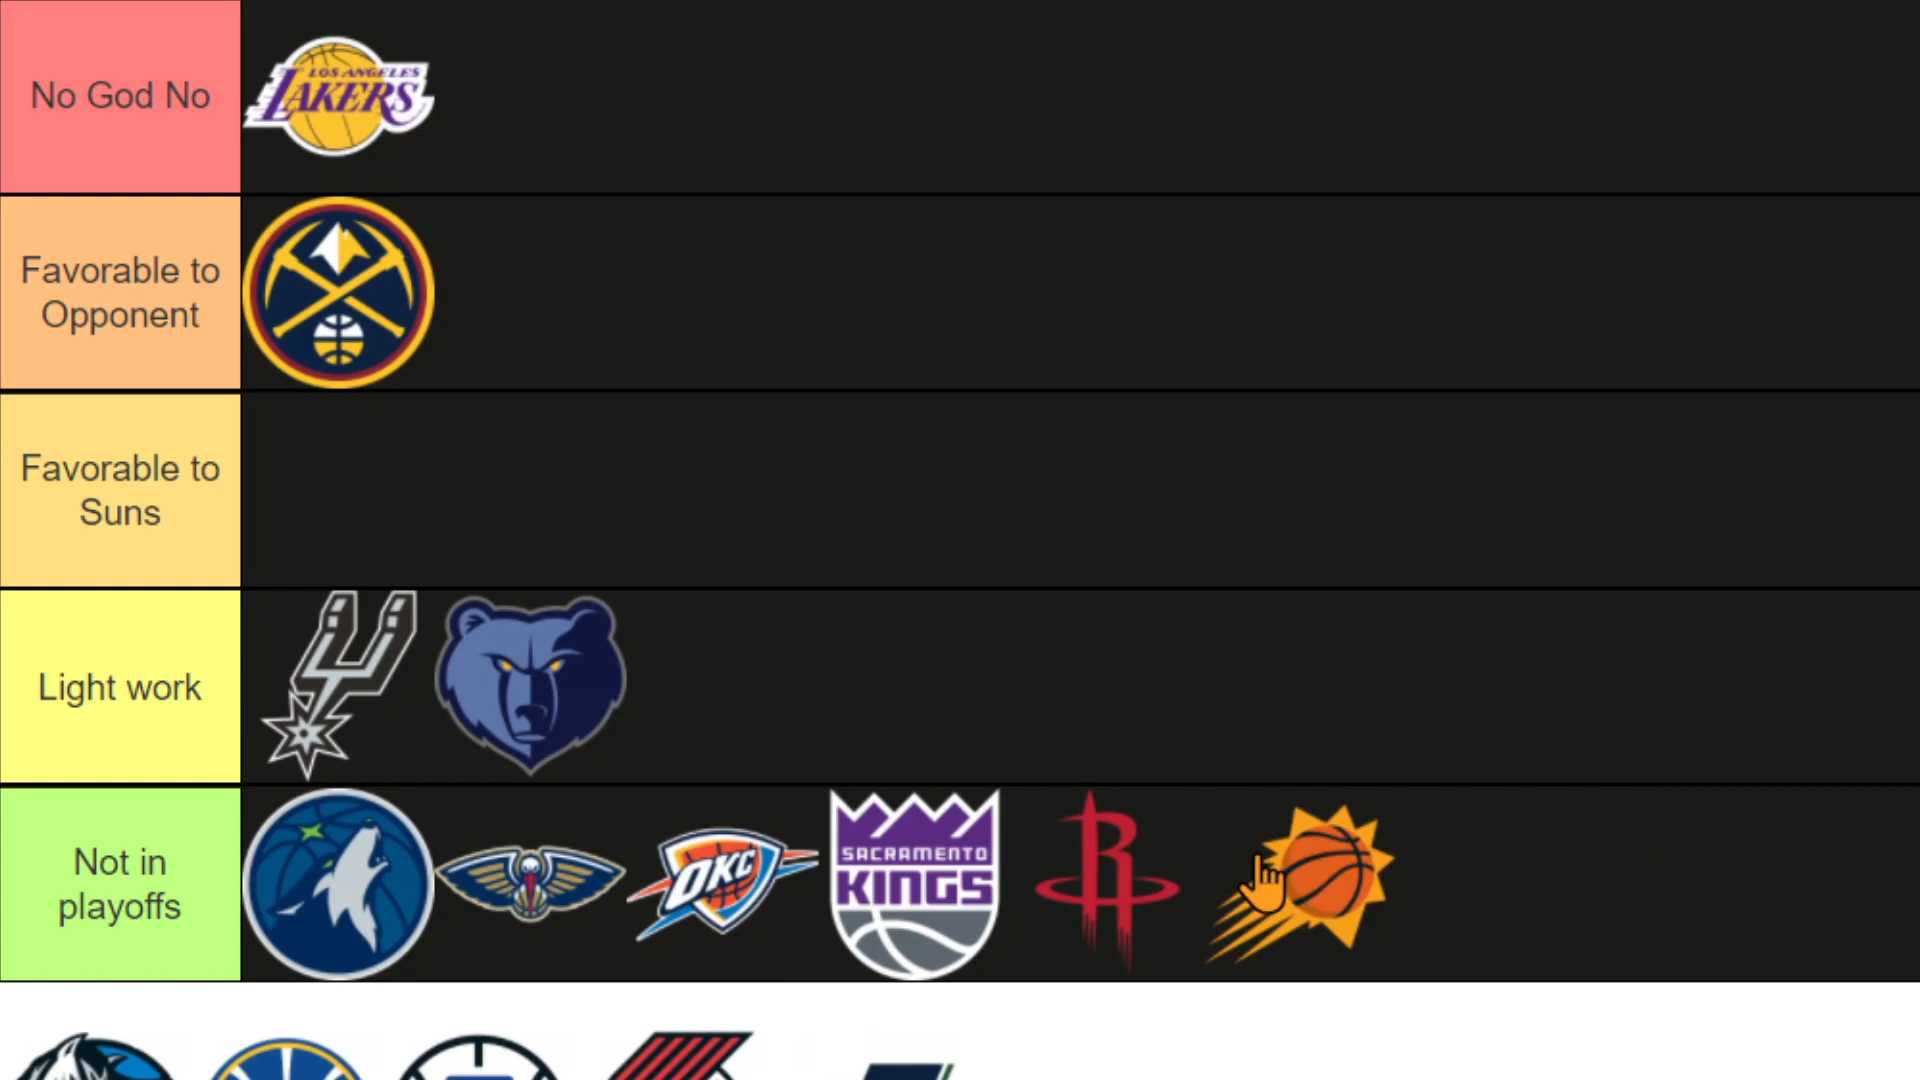 No God No
LOS ANGELES
LAKERS
Favorable to
Opponent
Favorable to
Suns
Light work
Not in
playoffs
OKC
SACRAMENTO
KINGS
R